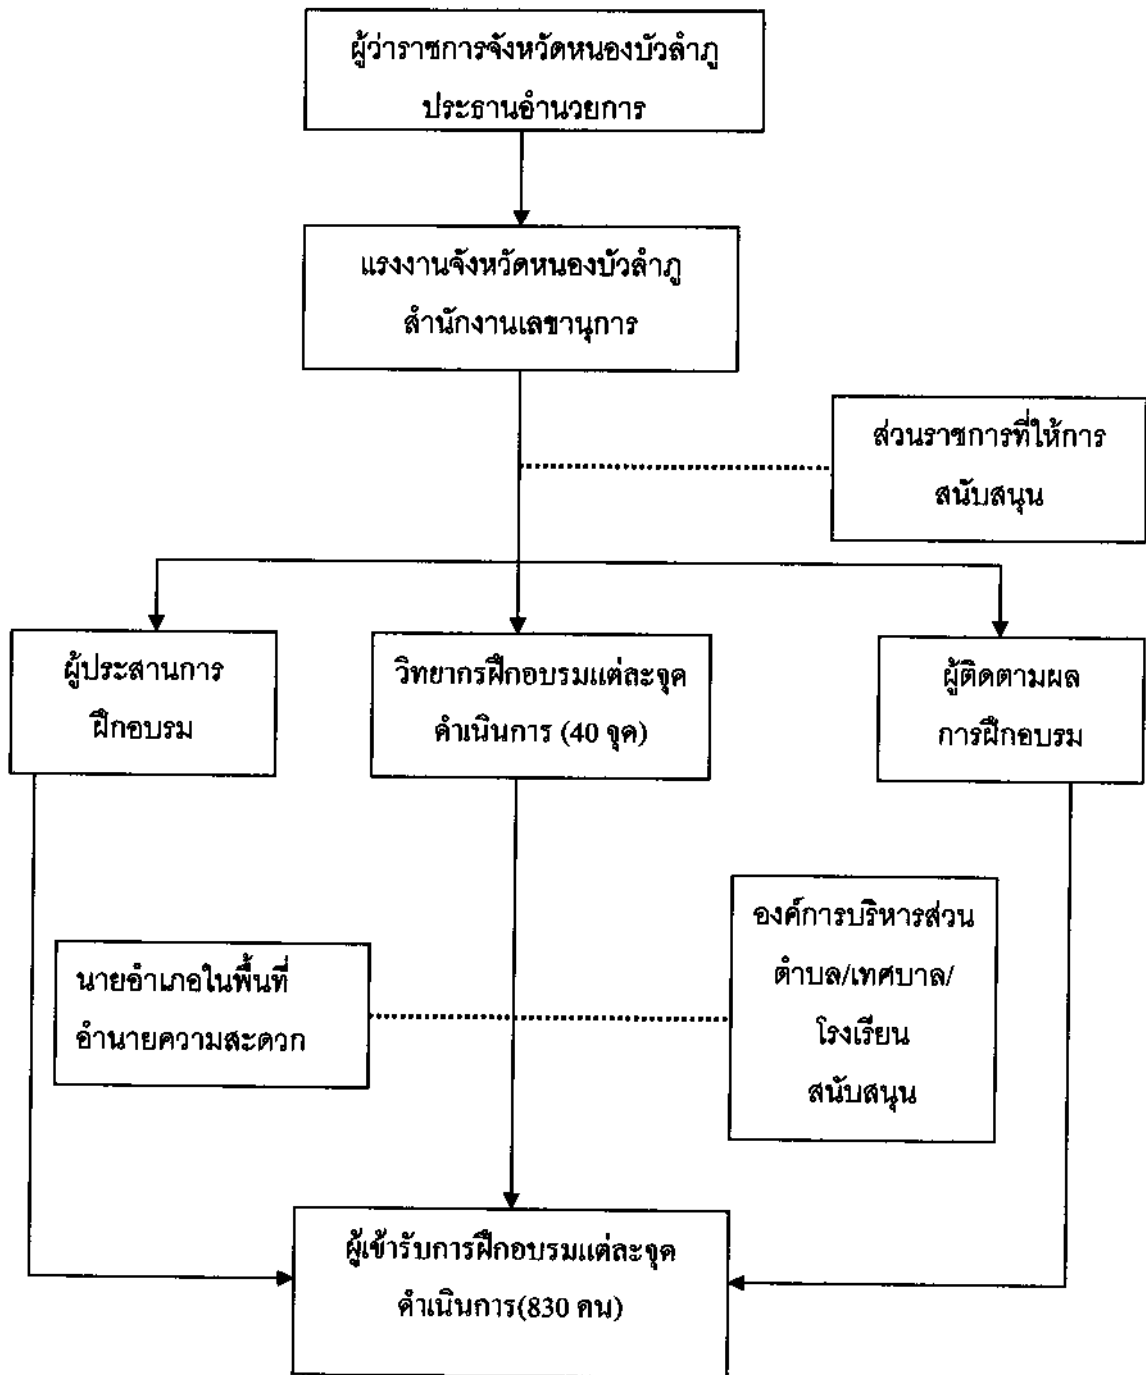 ผู้ว่าราชการจังหวัดหนองบัวลำภู
ประธานอำนวยการ
แรงงานจังหวัดหนองบัวลำภู
สำนักงานเลขานุการ
ส่วนราชการที่ให้การ
สนับสนุน
ผู้ประสานการ
ฝึกอบรม
วิทยากรฝึกอบรมแต่ละจุด
ดำเนินการ (40 จุด)
ผู้ติดตามผล
การฝึกอบรม
นายอำเภอในพื้นที่
อำนายความสะดวก
องค์การบริหารส่วน
ตำบล/เทศบาล/
โรงเรียน
สนับสนุน
ผู้เข้ารับการฝึกอบรมแต่ละจุด
ดำเนินการ(830 คน)